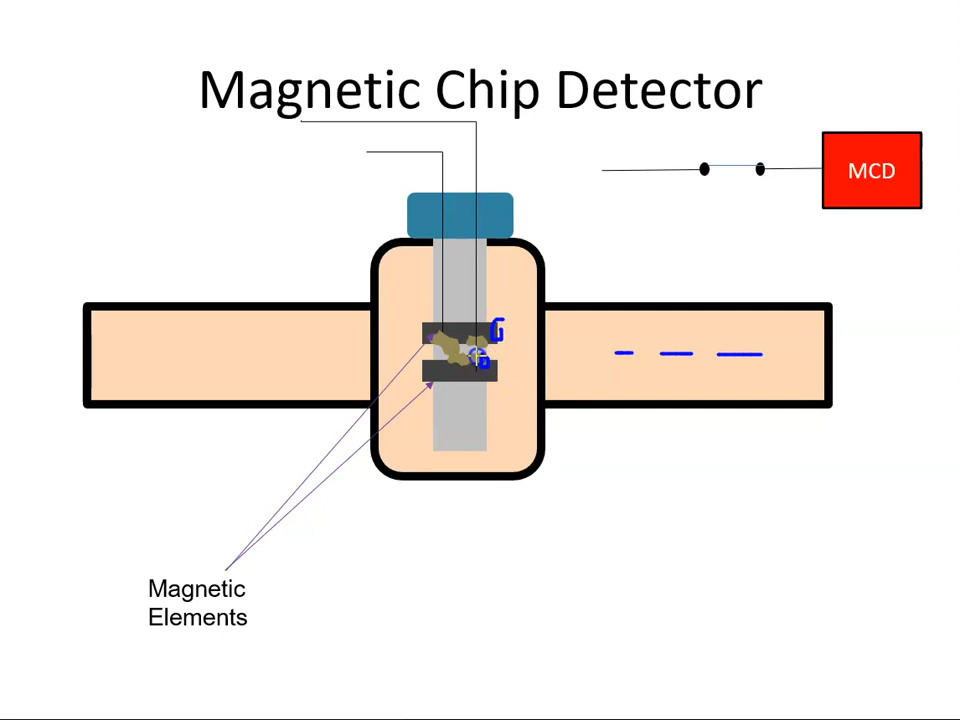 Magnetic Chip Detector
MCD
G
Magnetic
Elements